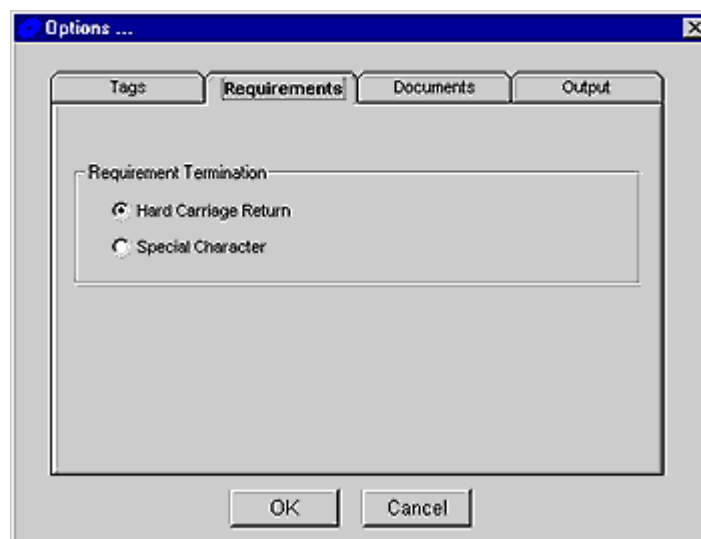 Options ...
Tags Requirements Documents Output
Requirement Termination
Hard Carriage Return
Special Character
OK Cancel